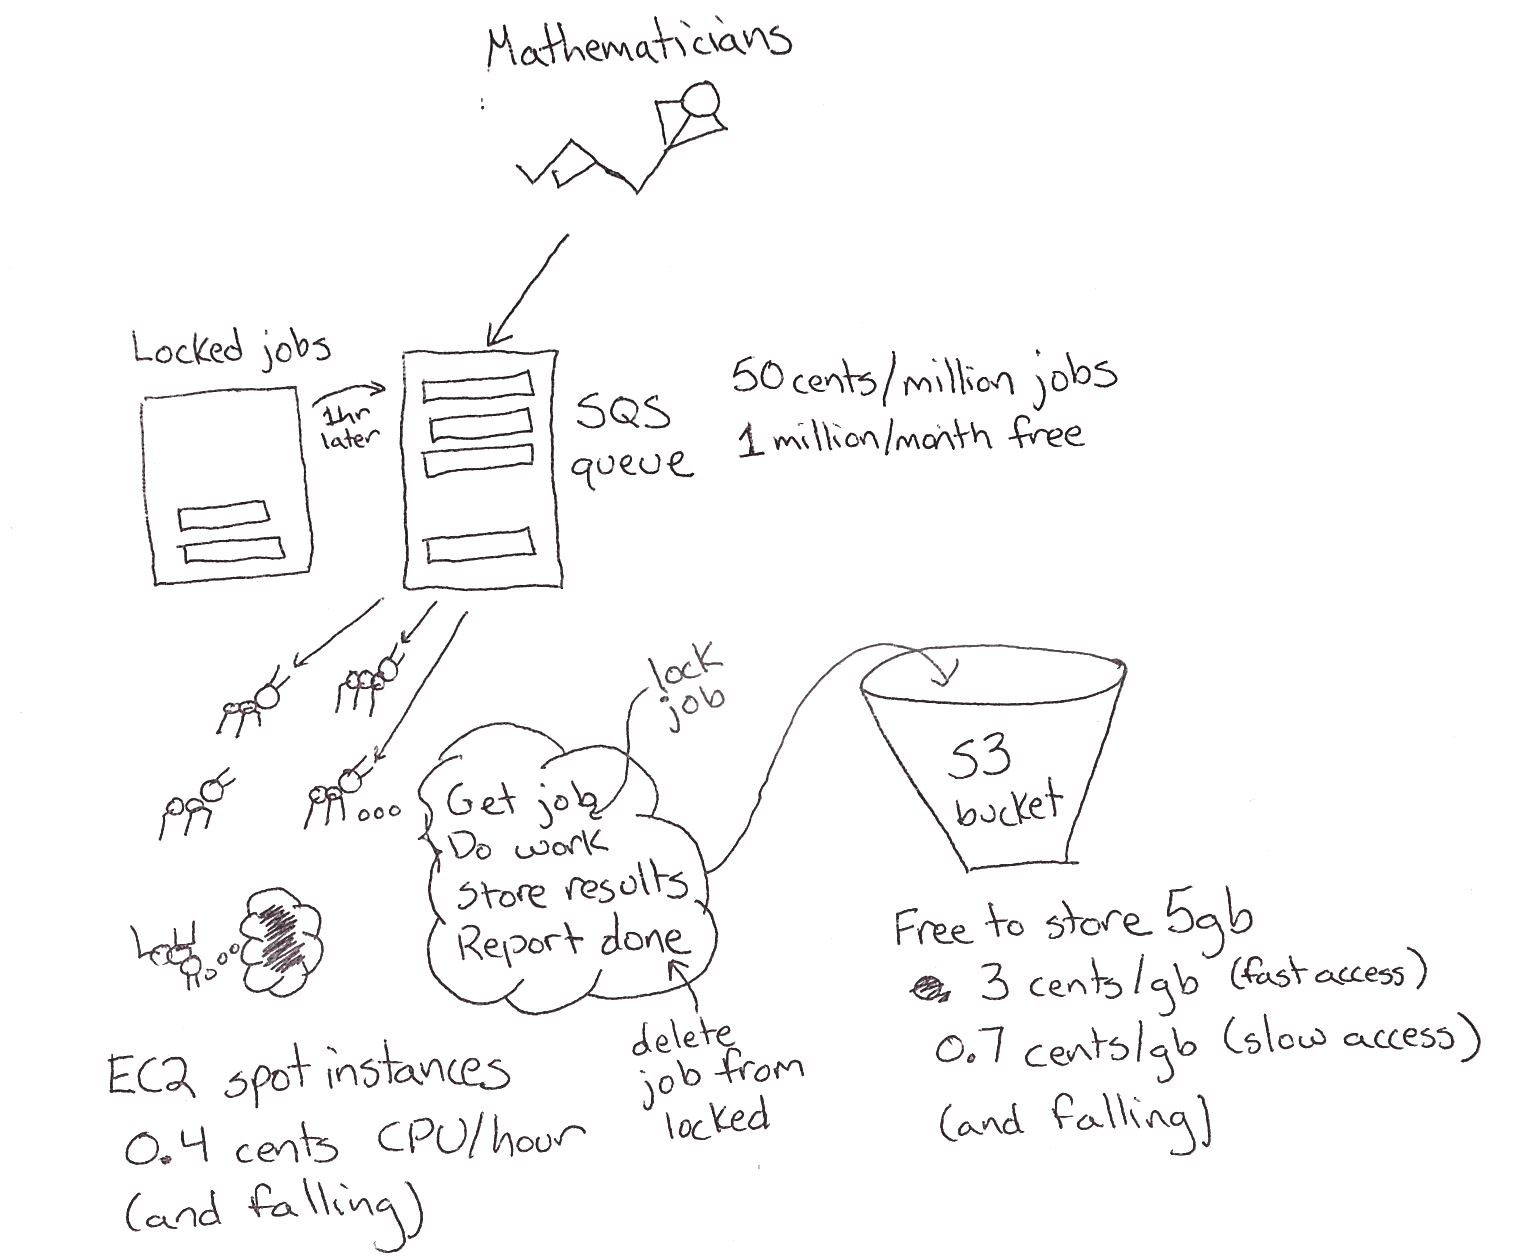 Mathematicians
Locked jobs
1hr
later
SQS
queue
50 cents/million jobs
1 million/month free
lock
job
Get job
Do work
Store results
Report done
S3
bucket
Free to store 5gb
3 cents/gb (fast access)
0.7 cents/gb (slow access)
(and falling)
delete
job from
locked
EC2 spot instances
0.4 cents CPU/hour
(and falling)